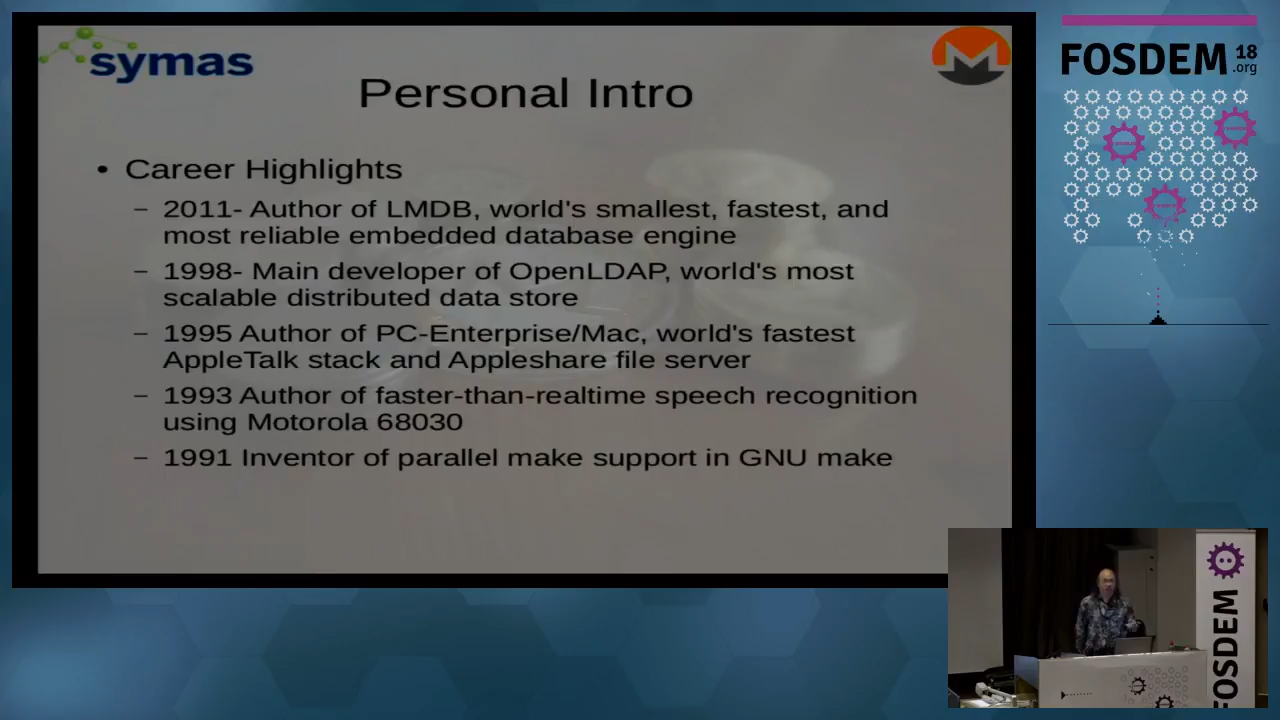 symas
Personal Intro
• Career Highlights
– 2011- Author of LMDB, world's smallest, fastest, and
most reliable embedded database engine
– 1998- Main developer of OpenLDAP, world's most
scalable distributed data store
– 1995 Author of PC-Enterprise/Mac, world's fastest
AppleTalk stack and Appleshare file server
– 1993 Author of faster-than-realtime speech recognition
using Motorola 68030
– 1991 Inventor of parallel make support in GNU make
FOSDEM 18
.org
FOSDEM